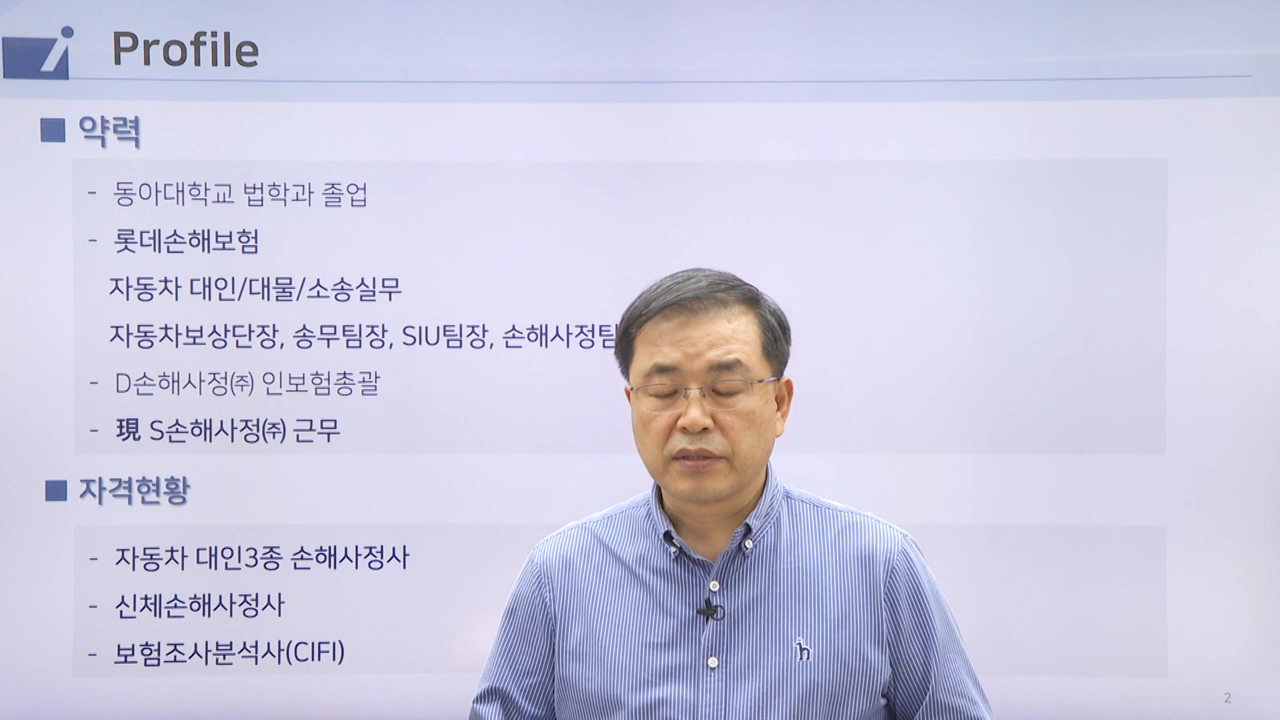 Profile
약력
- 동아대학교 법학과 졸업
- 롯데손해보험
자동차 대인/대물/소송실무
자동차보상단장, 송무팀장, SIU팀장, 손해사정팀
- D손해사정㈜ 인보험총괄
- 現 S손해사정㈜ 근무
자격현황
- 자동차 대인3종 손해사정사
- 신체손해사정사
- 보험조사분석사(CIFI)
2